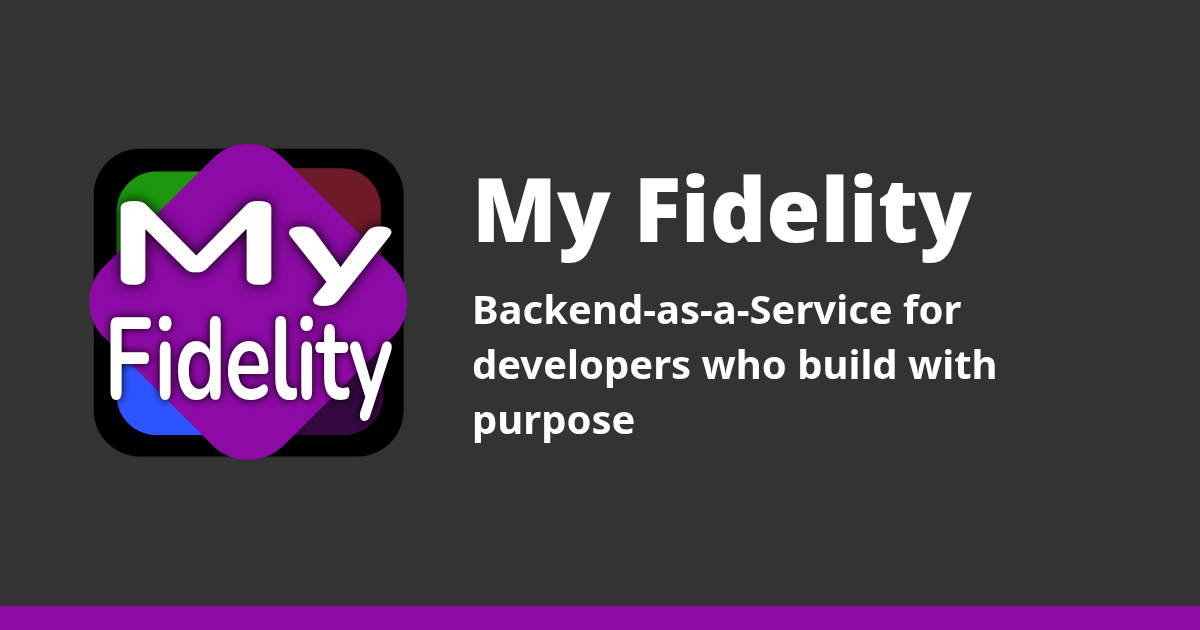 My
Fidelity
My Fidelity
Backend-as-a-Service for
developers who build with
purpose